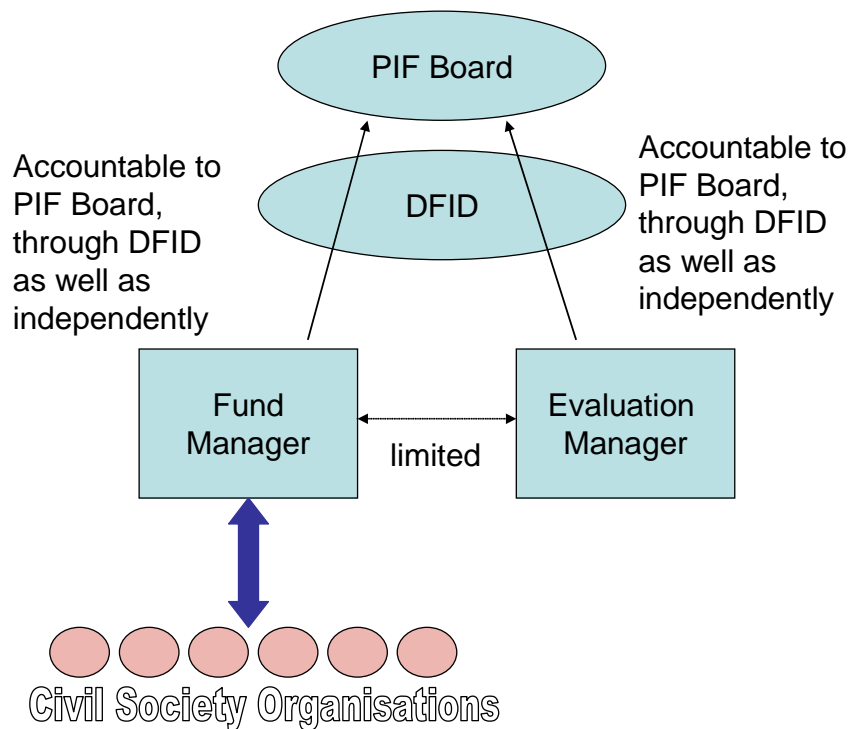 PIF Board
Accountable to
PIF Board,
through DFID
as well as
independently
DFID
Accountable to
PIF Board,
through DFID
as well as
independently
Fund
Manager
limited
Evaluation
Manager
Civil Society Organisations